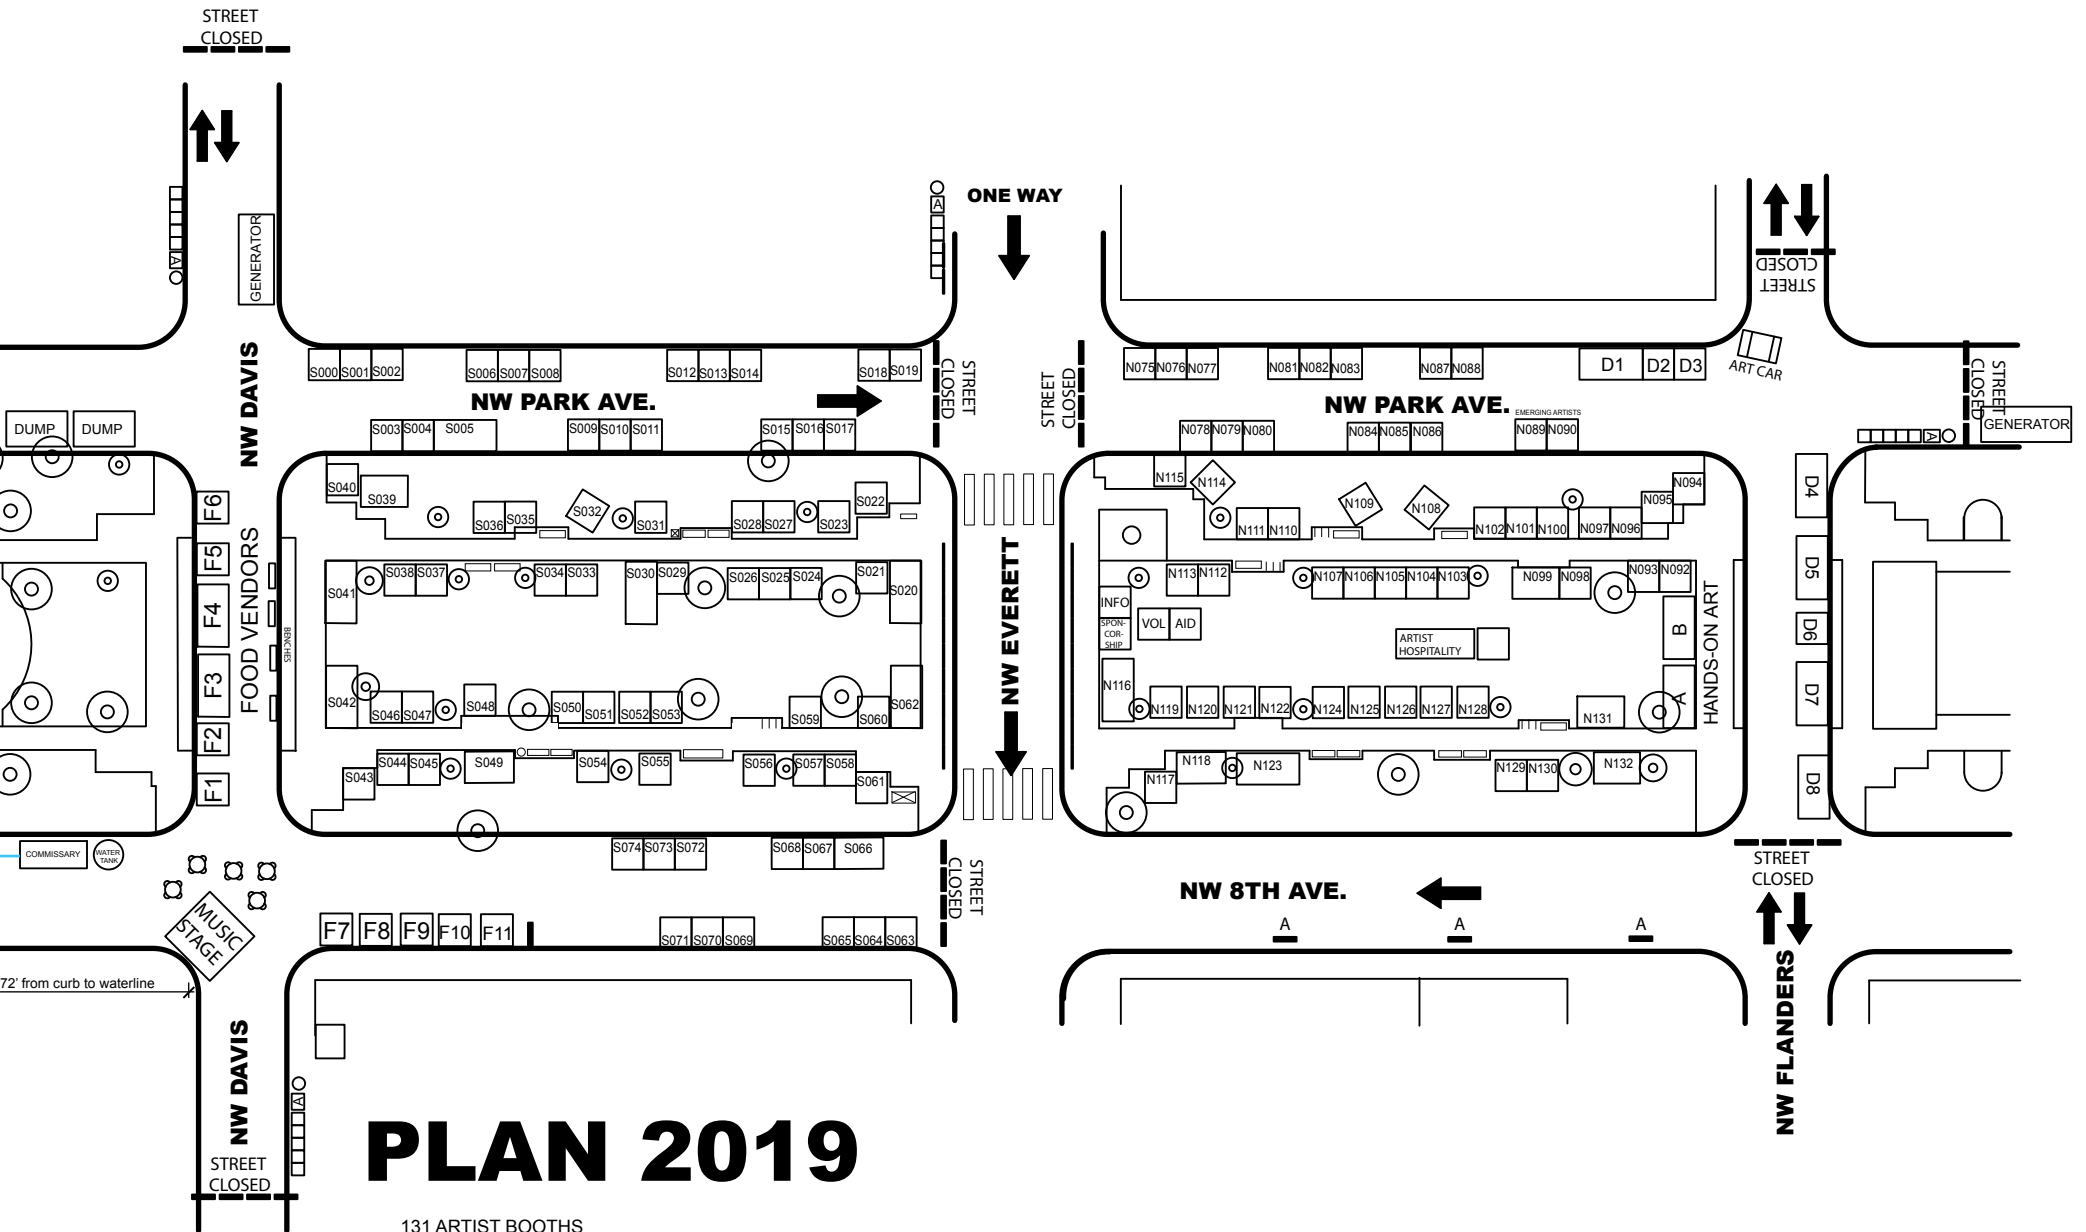 STREET
CLOSED
ONE WAY
A
A
GENERATOR
NW DAVIS
STREET
CLOSED
STREET
CLOSED
STREET
CLOSED
STREET
CLOSED
S000 S001 S002
S006 S007 S008
S012 S013 S014
S018 S019
N075 N076 N077
N081 N082 N083
N087 N088
D1 D2 D3
ART CAR
NW PARK AVE.
NW PARK AVE.
EMERGING ARTISTS
DUMP
DUMP
S003 S004 S005
S009 S010 S011
S015 S016 S017
N078 N079 N080
N084 N085 N086
N089 N090
A
GENERATOR
S040
S039
S036 S035
S032
S031
S028 S027
S023
S022
N115
N114
N111 N110
N109
N108
N102 N101 N100
N097 N096
N095
N094
F6
F5
F4
F3
F2
F1
FOOD VENDORS
BENCHES
D4
D5
D6
D7
D8
S041
S038 S037
S034 S033
S030 S029
S026 S025 S024
S021
S020
NW EVERETT
N113 N112
N107 N106 N105 N104 N103
N099 N098
N093 N092
INFO
SPON-
COR-
SHIP
VOL AID
ARTIST
HOSPITALITY
B
A
HANDS-ON ART
S042
S046 S047
S048
S050 S051
S052 S053
S059
S060
S062
N116
N119 N120 N121 N122
N124 N125 N126 N127 N128
N131
S043
S044 S045
S049
S054
S055
S056
S057 S058
S061
N117
N118
N123
N129 N130
N132
COMMISSARY
WATER
TANK
S074 S073 S072
S068 S067 S066
STREET
CLOSED
STREET
CLOSED
NW 8TH AVE.
MUSIC
STAGE
F7 F8 F9 F10 F11
S071 S070 S069
S065 S064 S063
A
A
A
72' from curb to waterline
NW DAVIS
A
NW FLANDERS
STREET
CLOSED
PLAN 2019
131 ARTIST BOOTHS